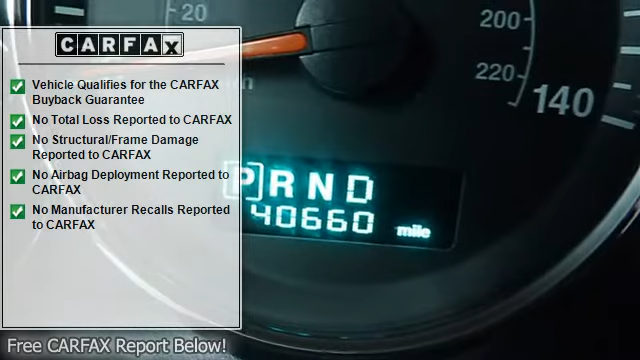 CARFAX
Vehicle Qualifies for the CARFAX
Buyback Guarantee
No Total Loss Reported to CARFAX
No Structural/Frame Damage
Reported to CARFAX
No Airbag Deployment Reported to
CARFAX
No Manufacturer Recalls Reported
to CARFAX
20
200
220
140
P R N D
40660 mile
Free CARFAX Report Below!